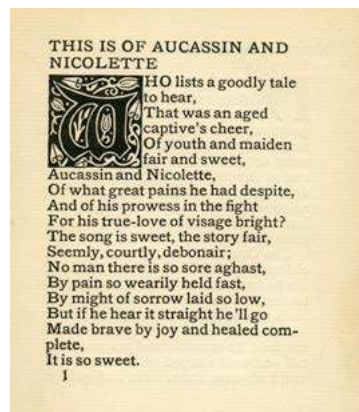 THIS IS OF AUCASSIN AND
NICOLETTE
WHO lists a goodly tale
to hear,
That was an aged
captive's cheer,
Of youth and maiden
fair and sweet,
Aucassin and Nicolette,
Of what great pains he had despite,
And of his prowess in the fight
For his true-love of visage bright?
The song is sweet, the story fair,
Seemly, courtly, debonair;
No man there is so sore aghast,
By pain so wearily held fast,
By might of sorrow laid so low,
But if he hear it straight he'll go
Made brave by joy and healed com-
plete,
It is so sweet.
1